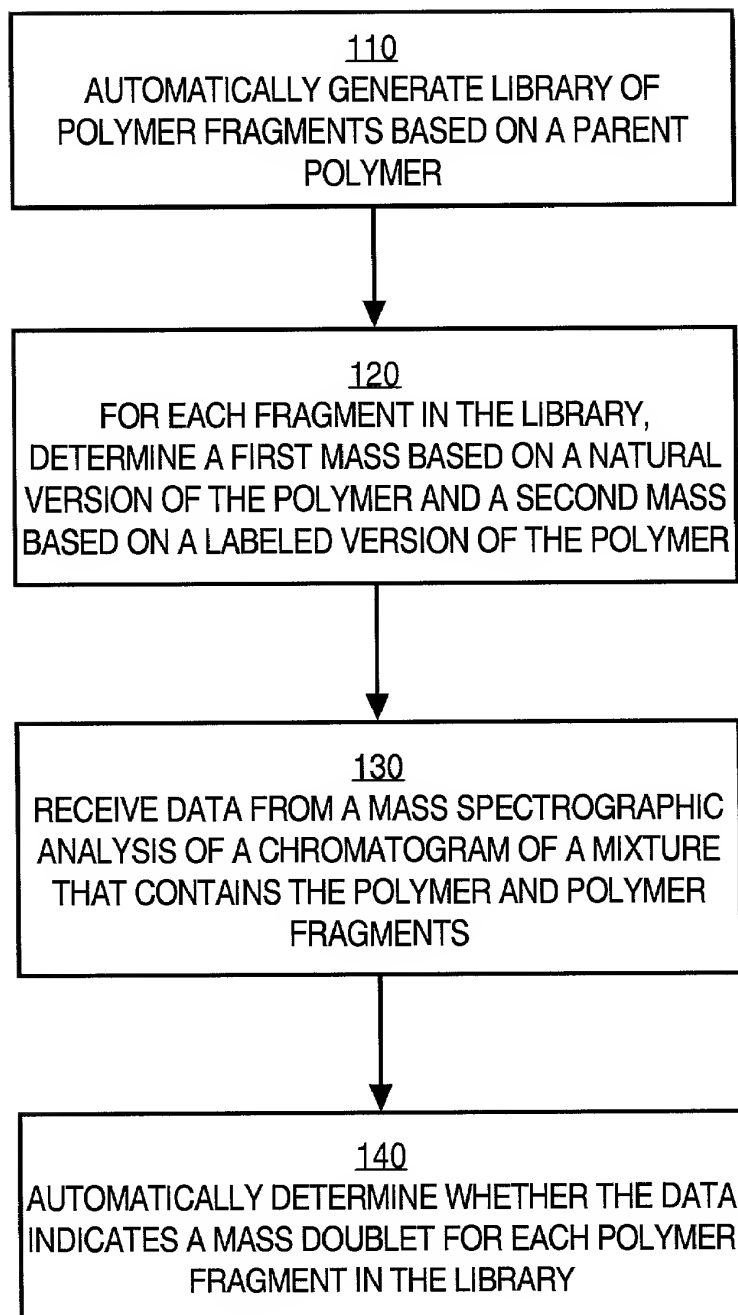 110
AUTOMATICALLY GENERATE LIBRARY OF
POLYMER FRAGMENTS BASED ON A PARENT
POLYMER
120
FOR EACH FRAGMENT IN THE LIBRARY,
DETERMINE A FIRST MASS BASED ON A NATURAL
VERSION OF THE POLYMER AND A SECOND MASS
BASED ON A LABELED VERSION OF THE POLYMER
130
RECEIVE DATA FROM A MASS SPECTROGRAPHIC
ANALYSIS OF A CHROMATOGRAM OF A MIXTURE
THAT CONTAINS THE POLYMER AND POLYMER
FRAGMENTS
140
AUTOMATICALLY DETERMINE WHETHER THE DATA
INDICATES A MASS DOUBLET FOR EACH POLYMER
FRAGMENT IN THE LIBRARY